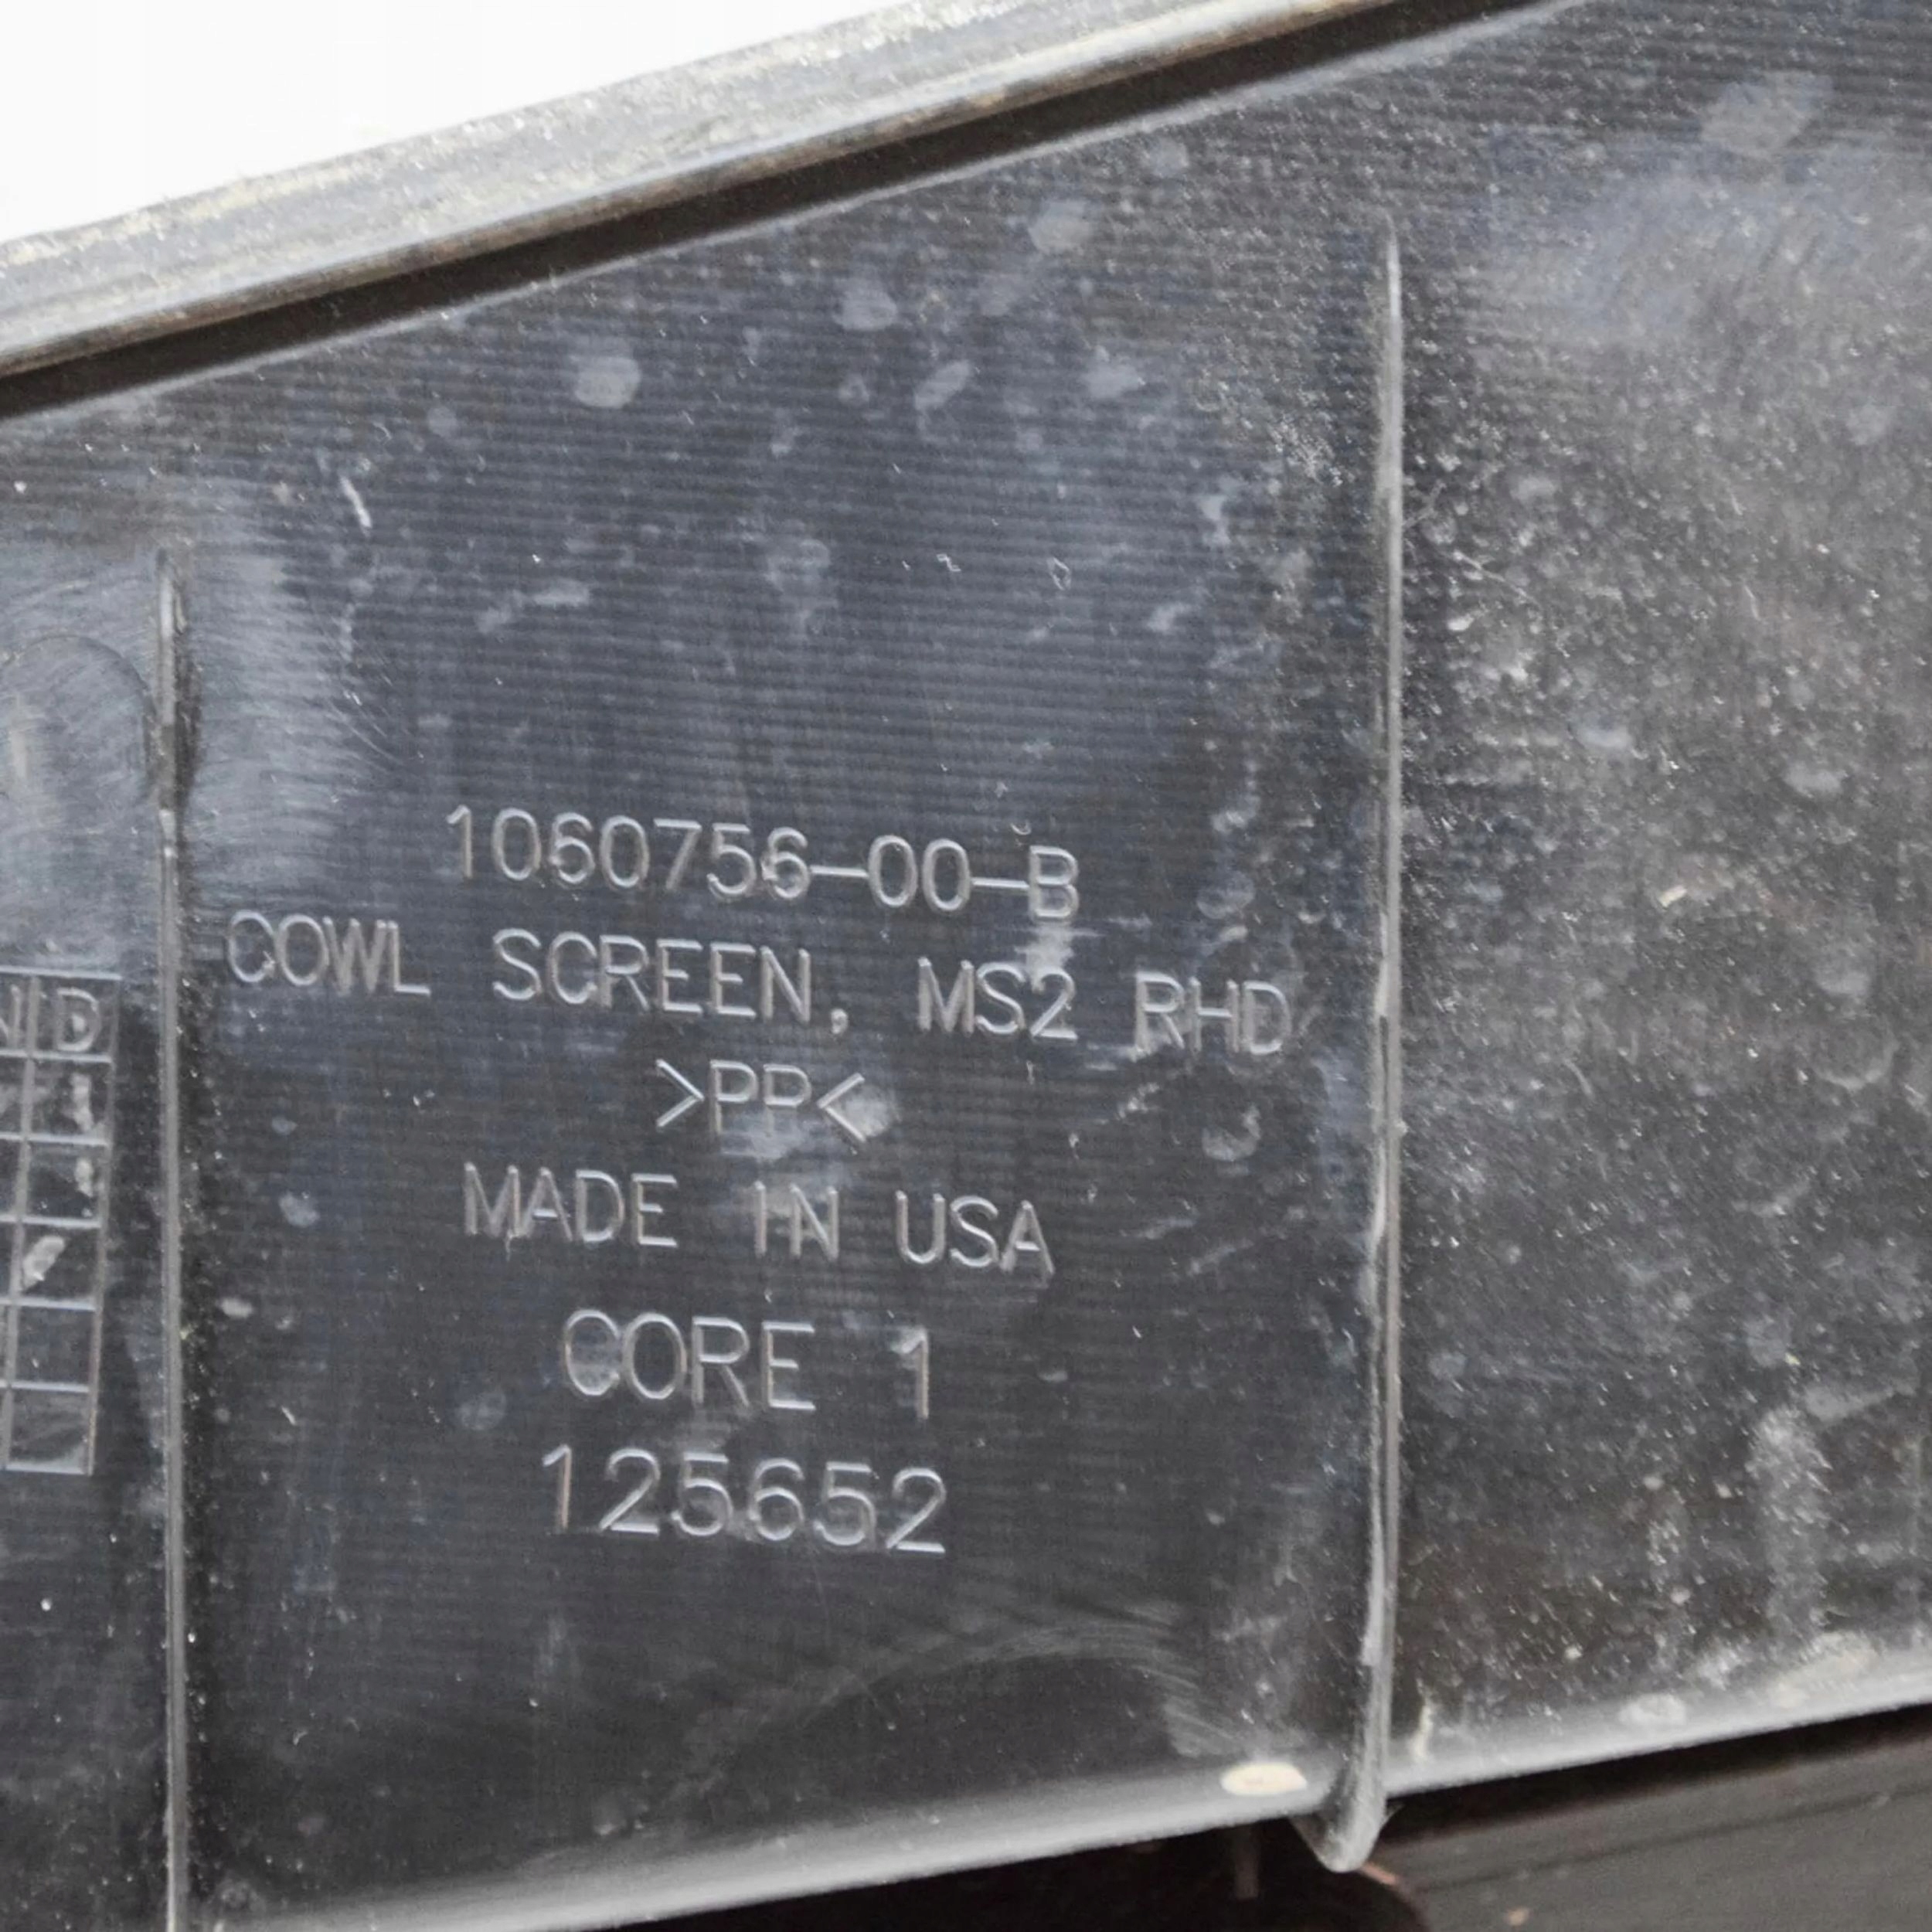 1060756-00-B
COWL SCREEN, MS2 RHD
>PP<
MADE IN USA
CORE 1
125652
N D